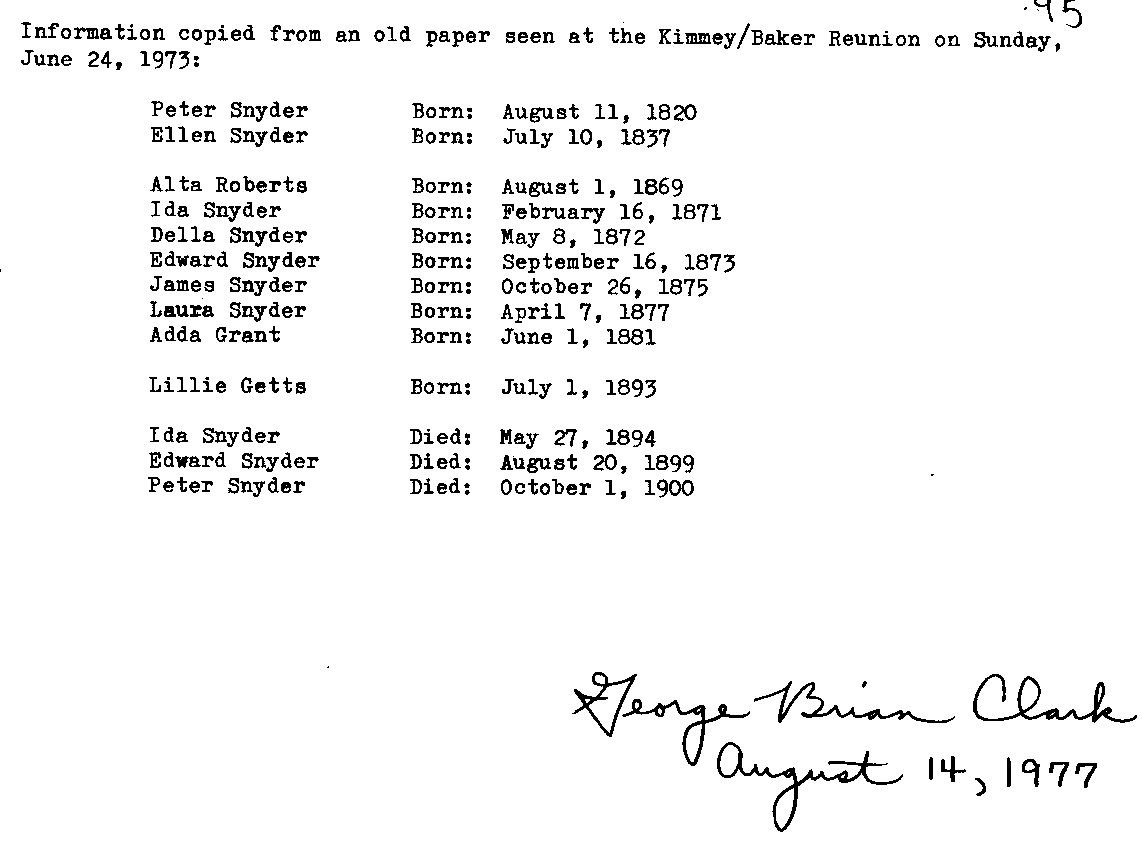 .95
Information copied from an old paper seen at the Kimmey/Baker Reunion on Sunday,
June 24, 1973:
Peter Snyder Born: August 11, 1820
Ellen Snyder Born: July 10, 1837
Alta Roberts Born: August 1, 1869
Ida Snyder Born: February 16, 1871
Della Snyder Born: May 8, 1872
Edward Snyder Born: September 16, 1873
James Snyder Born: October 26, 1875
Laura Snyder Born: April 7, 1877
Adda Grant Born: June 1, 1881
Lillie Getts Born: July 1, 1893
Ida Snyder Died: May 27, 1894
Edward Snyder Died: August 20, 1899
Peter Snyder Died: October 1, 1900
George Brian Clark
August 14, 1977